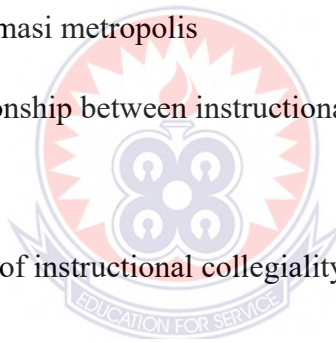 masi metropolis
onship between instructiona
of instructional collegiality
EDUCATION FOR SERVICE